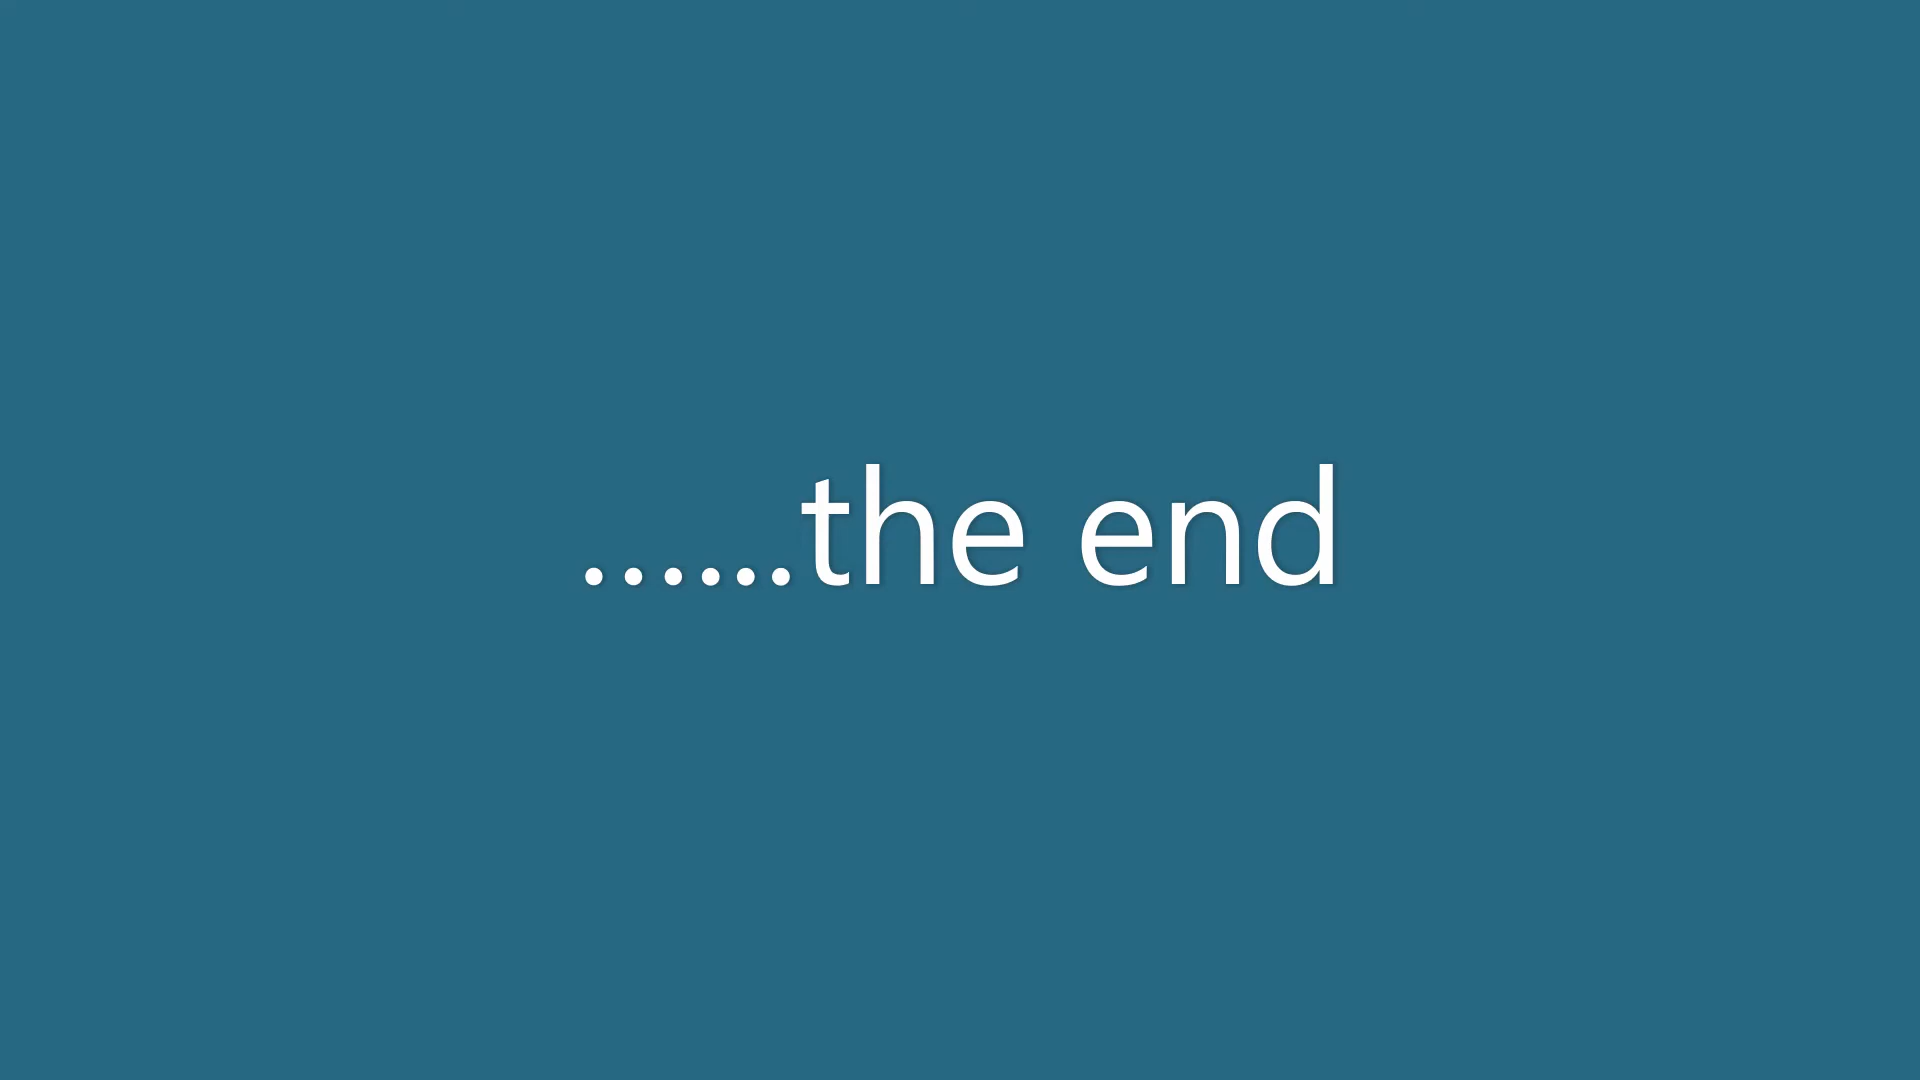 ......the end